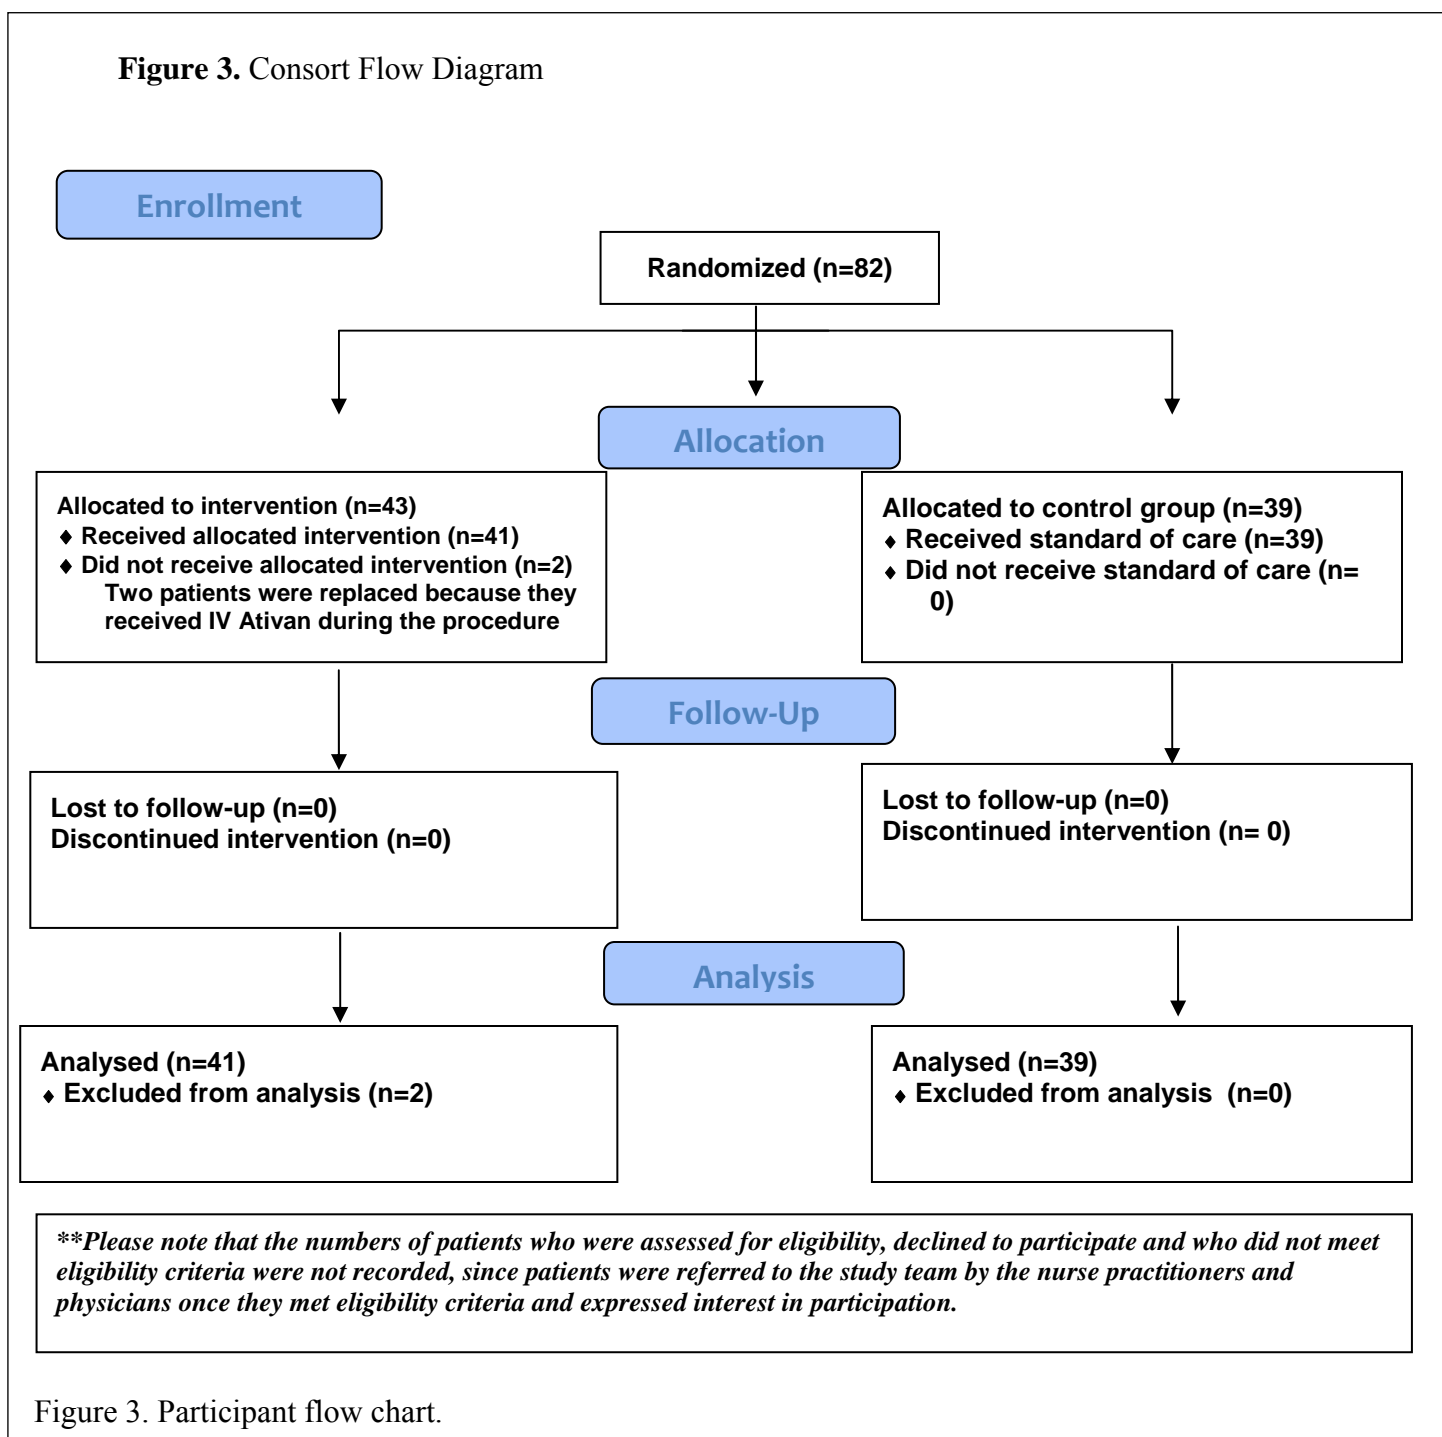 Figure 3. Consort Flow Diagram
Enrollment
Randomized (n=82)
Allocation
Allocated to intervention (n=43)
♦ Received allocated intervention (n=41)
♦ Did not receive allocated intervention (n=2)
Two patients were replaced because they
received IV Ativan during the procedure
Allocated to control group (n=39)
♦ Received standard of care (n=39)
♦ Did not receive standard of care (n=
0)
Follow-Up
Lost to follow-up (n=0)
Discontinued intervention (n=0)
Lost to follow-up (n=0)
Discontinued intervention (n= 0)
Analysis
Analysed (n=41)
♦ Excluded from analysis (n=2)
Analysed (n=39)
♦ Excluded from analysis  (n=0)
**Please note that the numbers of patients who were assessed for eligibility, declined to participate and who did not meet
eligibility criteria were not recorded, since patients were referred to the study team by the nurse practitioners and
physicians once they met eligibility criteria and expressed interest in participation.
Figure 3. Participant flow chart.